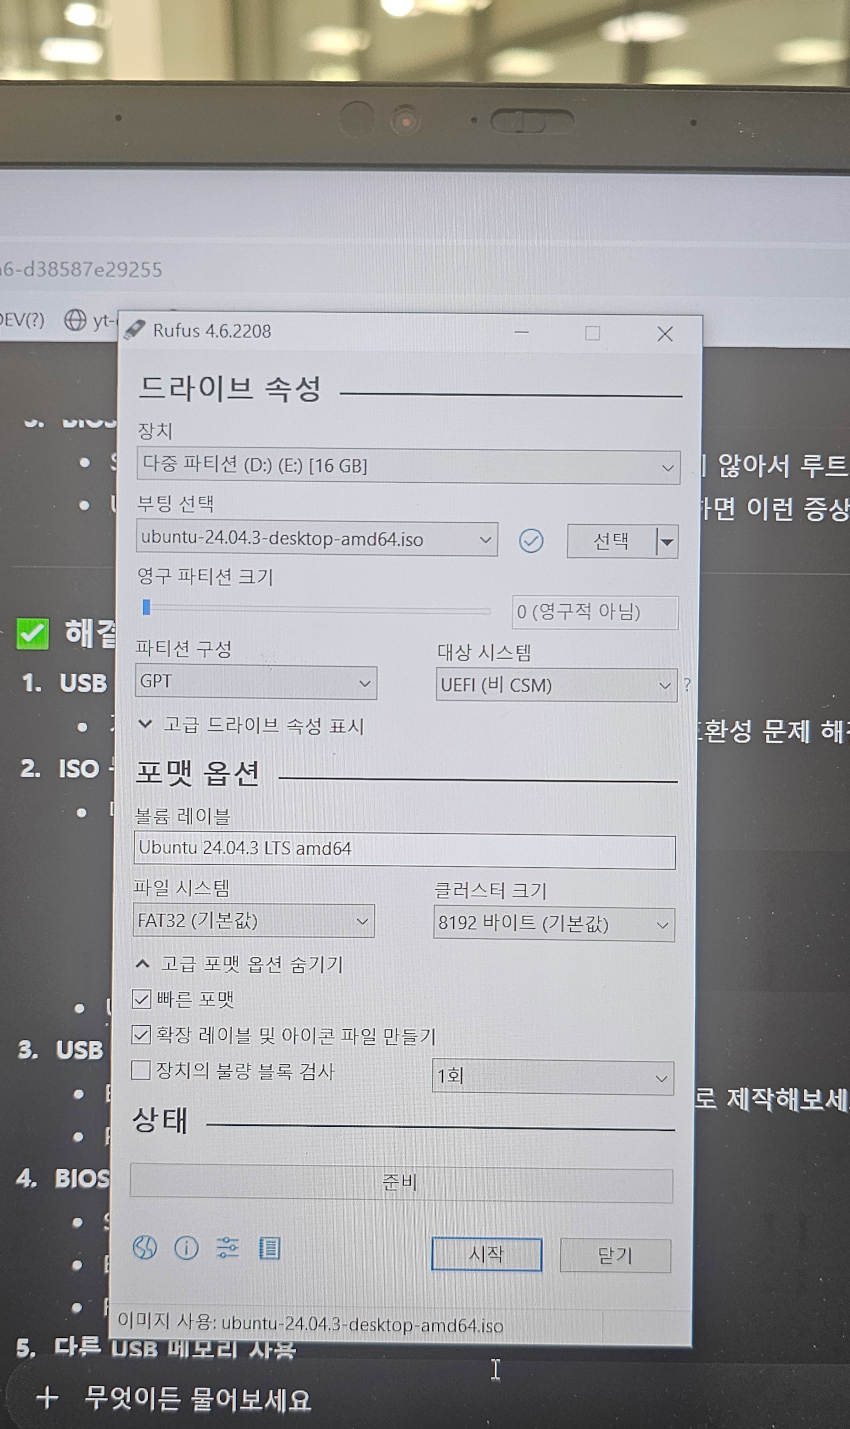 6-d38587e29255
DEV(?) yt-
Rufus 4.6.2208
드라이브 속성
장치
다중 파티션 (D:) (E:) [16 GB]
않아서 루트
부팅 선택
하면 이런 증상
ubuntu-24.04.3-desktop-amd64.iso
선택
영구 파티션 크기
0 (영구적 아님)
✅ 해결
파티션 구성
대상 시스템
1. USB
GPT
UEFI (비 CSM)
?
고급 드라이브 속성 표시
호환성 문제 해
2. ISO
포맷 옵션
볼륨 레이블
Ubuntu 24.04.3 LTS amd64
파일 시스템
클러스터 크기
FAT32 (기본값)
8192 바이트 (기본값)
고급 포맷 옵션 숨기기
빠른 포맷
확장 레이블 및 아이콘 파일 만들기
3. USB
장치의 불량 블록 검사
1회
로 제작해보세
상태
4. BIOS
준비
시작
닫기
이미지 사용: ubuntu-24.04.3-desktop-amd64.iso
5. 다른 USB 메모리 사용
무엇이든 물어보세요